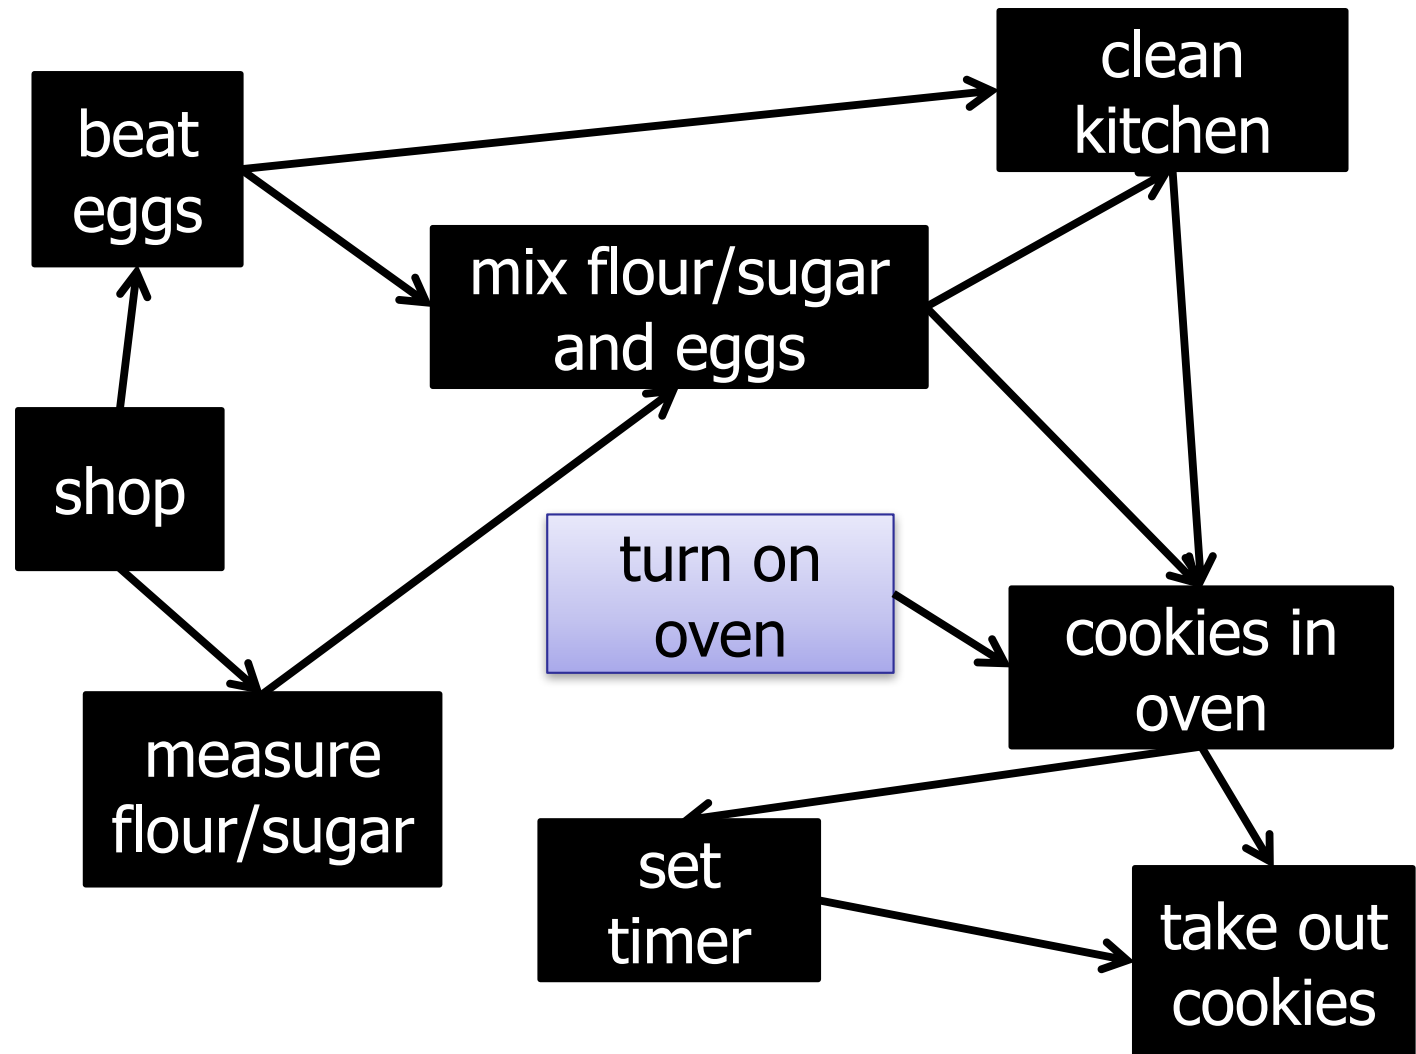 clean
kitchen
beat
eggs
mix flour/sugar
and eggs
shop
turn on
oven
cookies in
oven
measure
flour/sugar
set
timer
take out
cookies